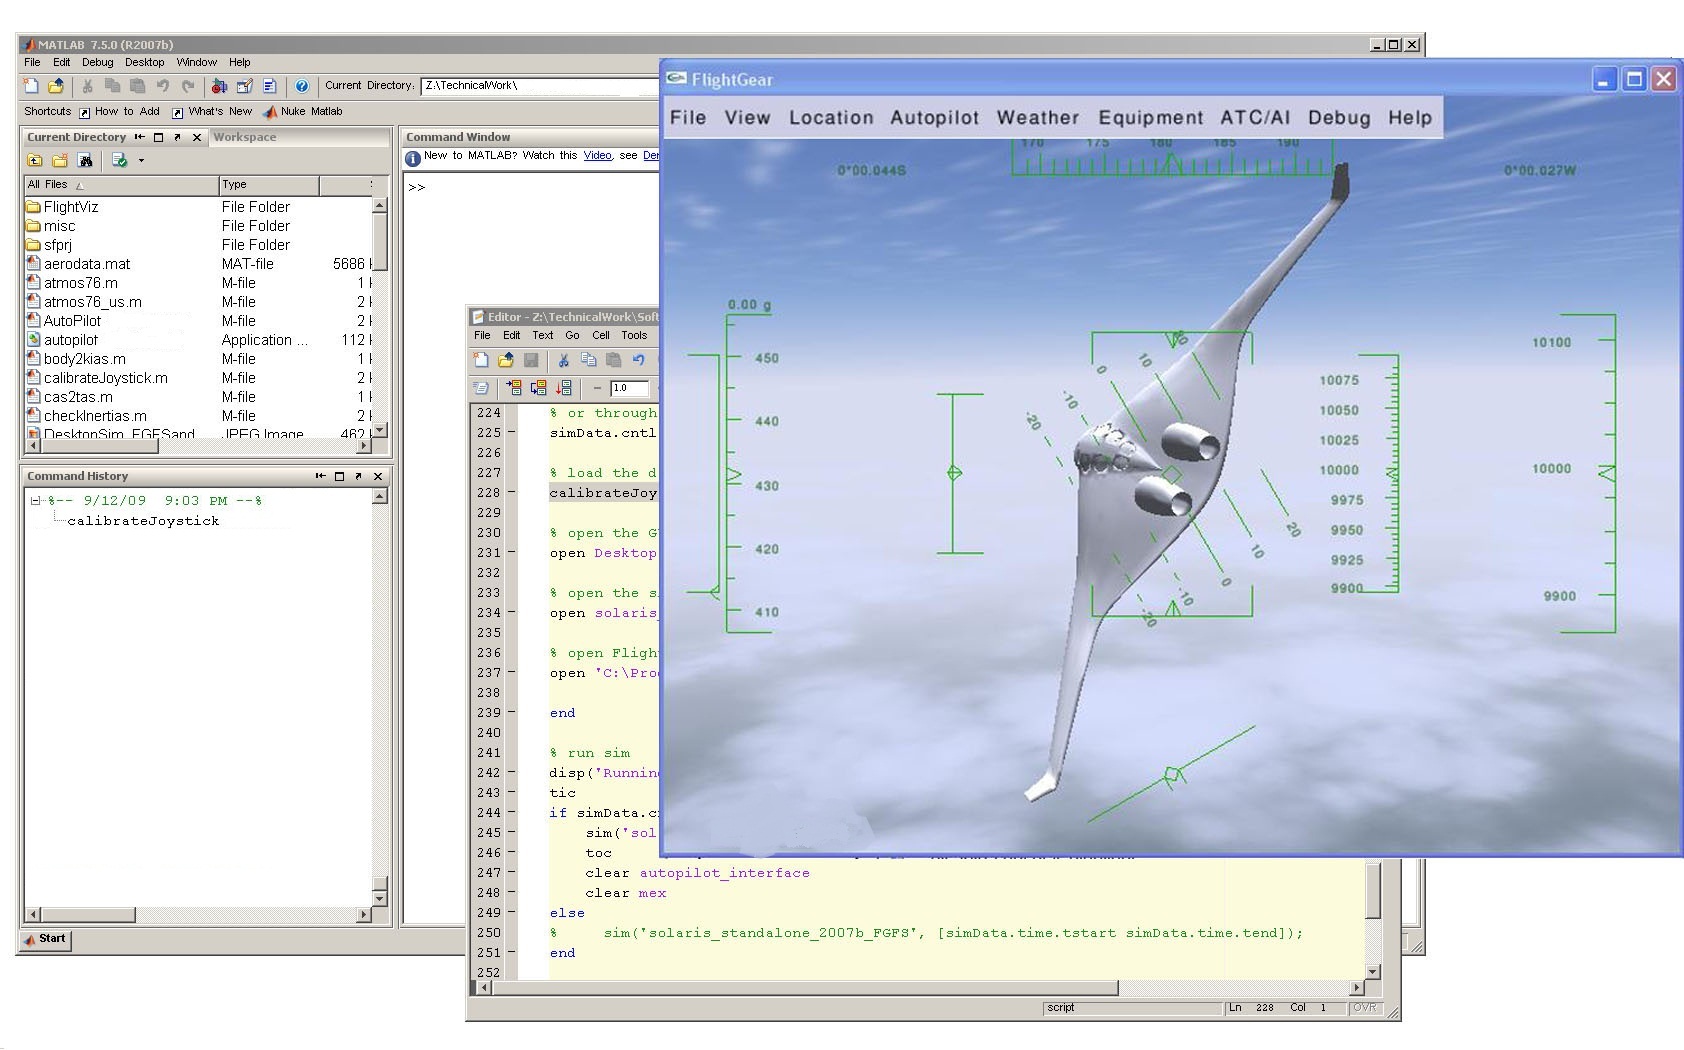 MATLAB 7.5.0 (R2007b)
File Edit Debug Desktop Window Help
Current Directory: Z:\TechnicalWork\
Shortcuts How to Add What's New Nuke Matlab
Current Directory Workspace
All Files Type
FlightViz File Folder
misc File Folder
sfprj File Folder
aerodata.mat MAT-file 5686
atmos76.m M-file 1
atmos76_us.m M-file 2
AutoPilot M-file 2
autopilot Application ... 112
body2kias.m M-file 1
calibrateJoystick.m M-file 2
cas2tas.m M-file 1
checkInertias.m M-file 2
DesktopSim_FGFSand JPEG Image 462
Command History
%-- 9/12/09 9:03 PM --%
calibrateJoystick
Start
Command Window
New to MATLAB? Watch this Video, see
>>
Editor - Z:\TechnicalWork\Soft
File Edit Text Go Cell Tools
1.0
224 % or through
225 - simData.cntl
226
227 % load the d
228 - calibrateJoy
229
230 % open the G
231 - open Desktop
232
233 % open the s
234 - open solaris_
235
236 % open Fligh
237 - open 'C:\Pro
238
239 - end
240
241 % run sim
242 - disp('Runnin
243 - tic
244 - if simData.c
245 - sim('sol
246 - toc
247 - clear autopilot_interface
248 - clear mex
249 - else
250 % sim('solaris_standalone_2007b_FGFS', [simData.time.tstart simData.time.tend]);
251 - end
252
script Ln 228 Col 1 OVR
FlightGear
File View Location Autopilot Weather Equipment ATC/AI Debug Help
170 175 180 185 190
0°00.044S 0°00.027W
0.00 g
450
440
430
420
410
20
10
0
-10
-20
20
10
0
-10
-20
10075
10050
10025
10000
9975
9950
9925
9900
10100
10000
9900